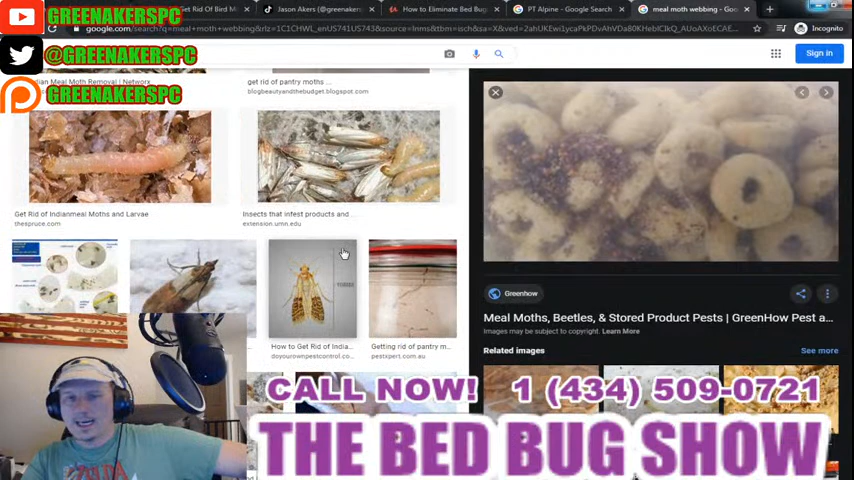 GREENAKERSPC
@GREENAKERSPC
GREENAKERSPC
Get Rid Of Bird M
Jason Akers (@greenakers
How to Eliminate Bed Bug
PT Alpine - Google Search
meal moth webbing - Goo
Incognito
Sign in
Indian Meal Moth Removal | Networx
get rid of pantry moths ...
blogbeautyandthebudget.blogspot.com
Get Rid of Indianmeal Moths and Larvae
thespruce.com
Insects that infest products and ...
extension.umn.edu
How to Get Rid of India...
doyourownpestcontrol.co...
Getting rid of pantry m...
pestxpert.com.au
Greenhow
Meal Moths, Beetles, & Stored Product Pests | GreenHow Pest a...
Images may be subject to copyright. Learn More
Related images
See more
CALL NOW! 1 (434) 509-0721
THE BED BUG SHOW